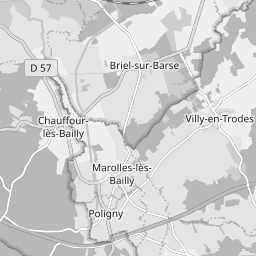 Briel-sur-Barse
D 57
Chauffour-
lès-Bailly
Villy-en-Trodes
Marolles-lès-
Bailly
Poligny